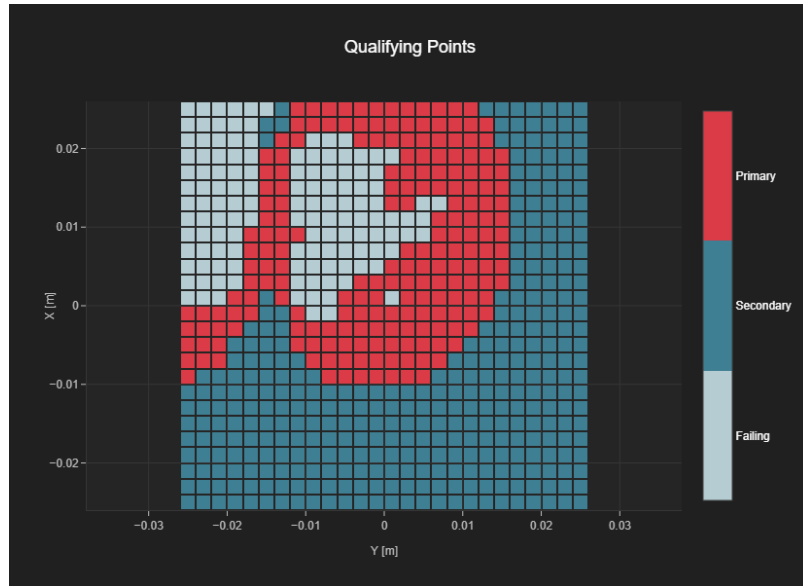 Qualifying Points
0.02
0.01
0
−0.01
−0.02
X [m]
−0.03
−0.02
−0.01
0
0.01
0.02
0.03
Y [m]
Primary
Secondary
Failing